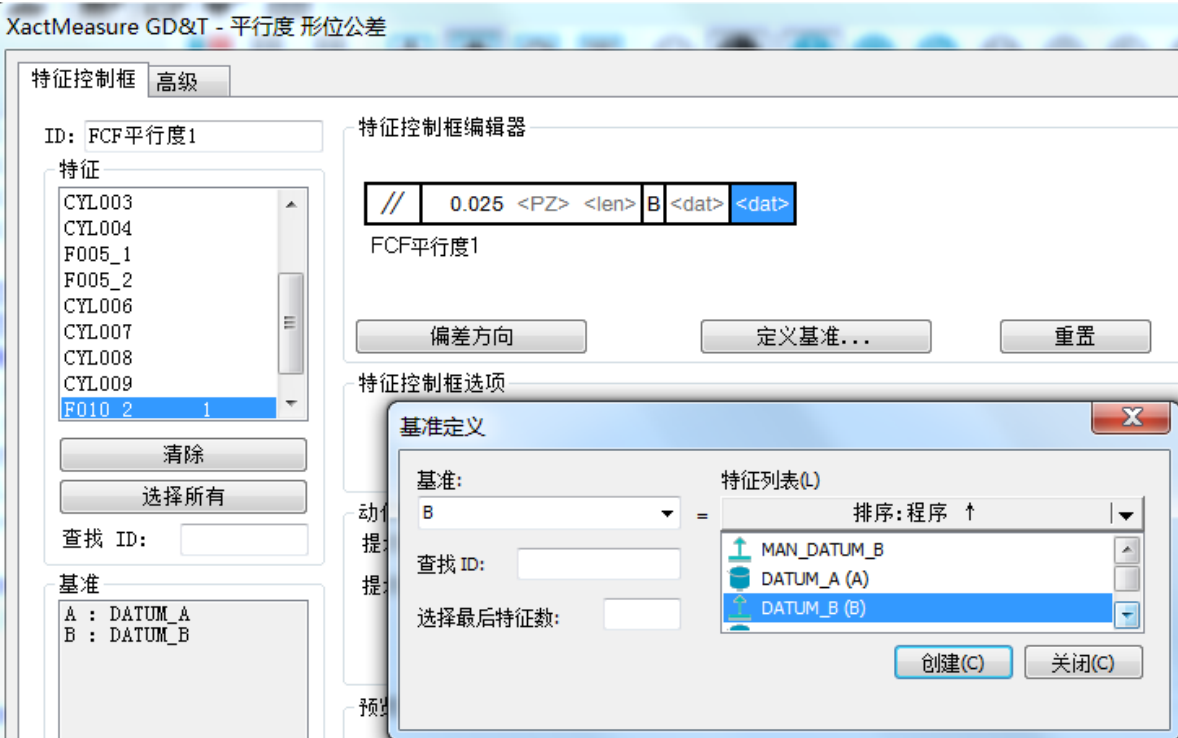 XactMeasure GD&T - 平行度 形位公差
特征控制框
高级
ID: FCF平行度1
特征
CYL003
CYL004
F005_1
F005_2
CYL006
CYL007
CYL008
CYL009
F010_2 1
清除
选择所有
查找 ID:
基准
A : DATUM_A
B : DATUM_B
特征控制框编辑器
// 0.025 <PZ> <len> B <dat> <dat>
FCF平行度1
偏差方向
定义基准...
重置
特征控制框选项
提
提
基准定义
基准:
B
=
查找 ID:
选择最后特征数:
特征列表(L)
排序:程序 ↑
MAN_DATUM_B
DATUM_A (A)
DATUM_B (B)
创建(C)
关闭(C)